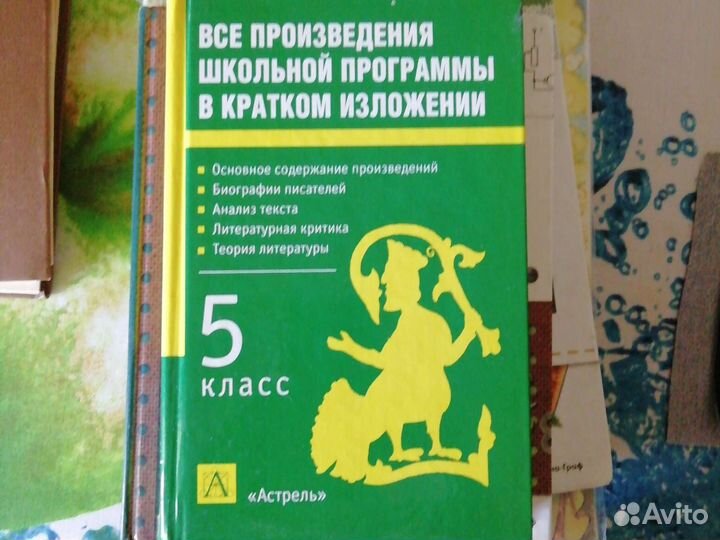 ВСЕ ПРОИЗВЕДЕНИЯ
ШКОЛЬНОЙ ПРОГРАММЫ
В КРАТКОМ ИЗЛОЖЕНИИ
Основное содержание произведений
Биографии писателей
Анализ текста
Литературная критика
Теория литературы
5
класс
А
«Астрель»
Avito